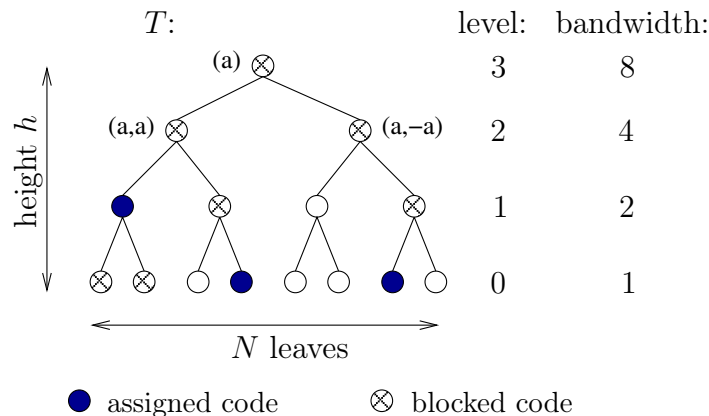 T: level: bandwidth:
(a) 3 8
(a,a) (a,−a) 2 4
height h
1 2
0 1
N leaves
assigned code blocked code